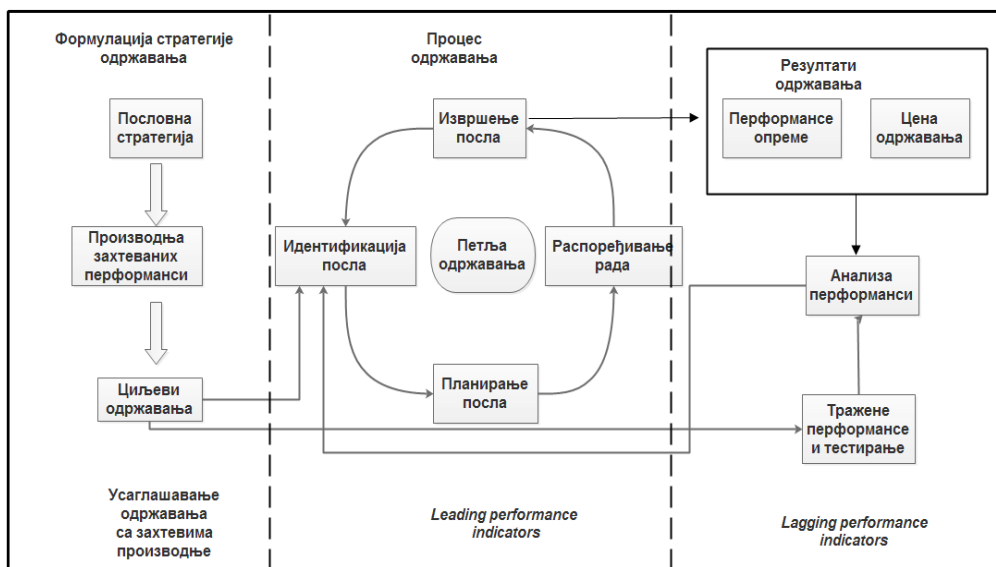 Формулација стратегије
одржавања
Пословна
стратегија
Производња
захтеваних
перформанси
Циљеви
одржавања
Усаглашавање
одржавања
са захтевима
производње
Процес
одржавања
Извршење
посла
Идентификација
посла
Петља
одржавања
Распоређивање
рада
Планирање
посла
Leading performance
indicators
Резултати
одржавања
Перформансе
опреме
Цена
одржавања
Анализа
перформанси
Тражене
перформансе
и тестирање
Lagging performance
indicators